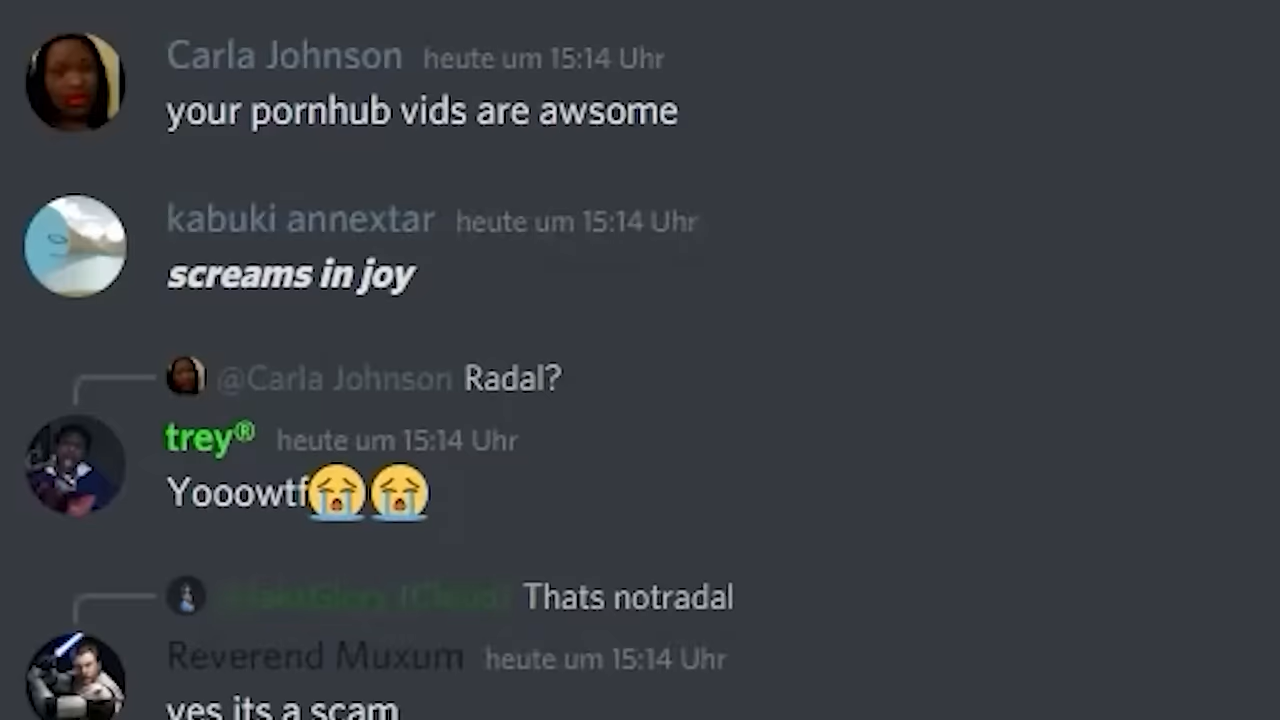 Carla Johnson heute um 15:14 Uhr
your pornhub vids are awsome
kabuki annextar heute um 15:14 Uhr
screams in joy
@Carla Johnson Radal?
trey® heute um 15:14 Uhr
Yooowtf😭😭
Thats notradal
Reverend Muxum heute um 15:14 Uhr
yes its a scam